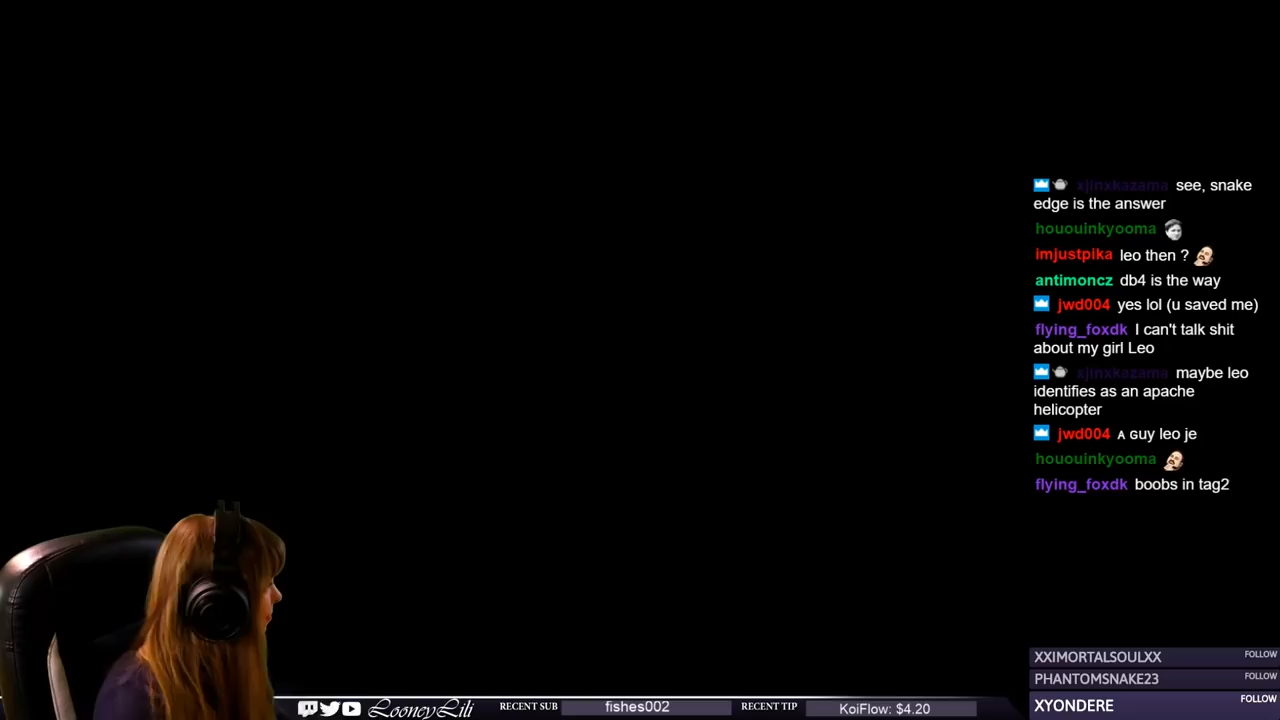 xjinxkazama see, snake
edge is the answer
hououinkyooma
imjustpika leo then ?
antimoncz db4 is the way
jwd004 yes lol (u saved me)
flying_foxdk I can't talk shit
about my girl Leo
xjinxkazama maybe leo
identifies as an apache
helicopter
jwd004 ᴀ ɢuy leo je
hououinkyooma
flying_foxdk boobs in tag2
XXIMORTALSOULXX FOLLOW
PHANTOMSNAKE23 FOLLOW
XYONDERE FOLLOW
LooneyLili RECENT SUB fishes002 RECENT TIP KoiFlow: $4.20